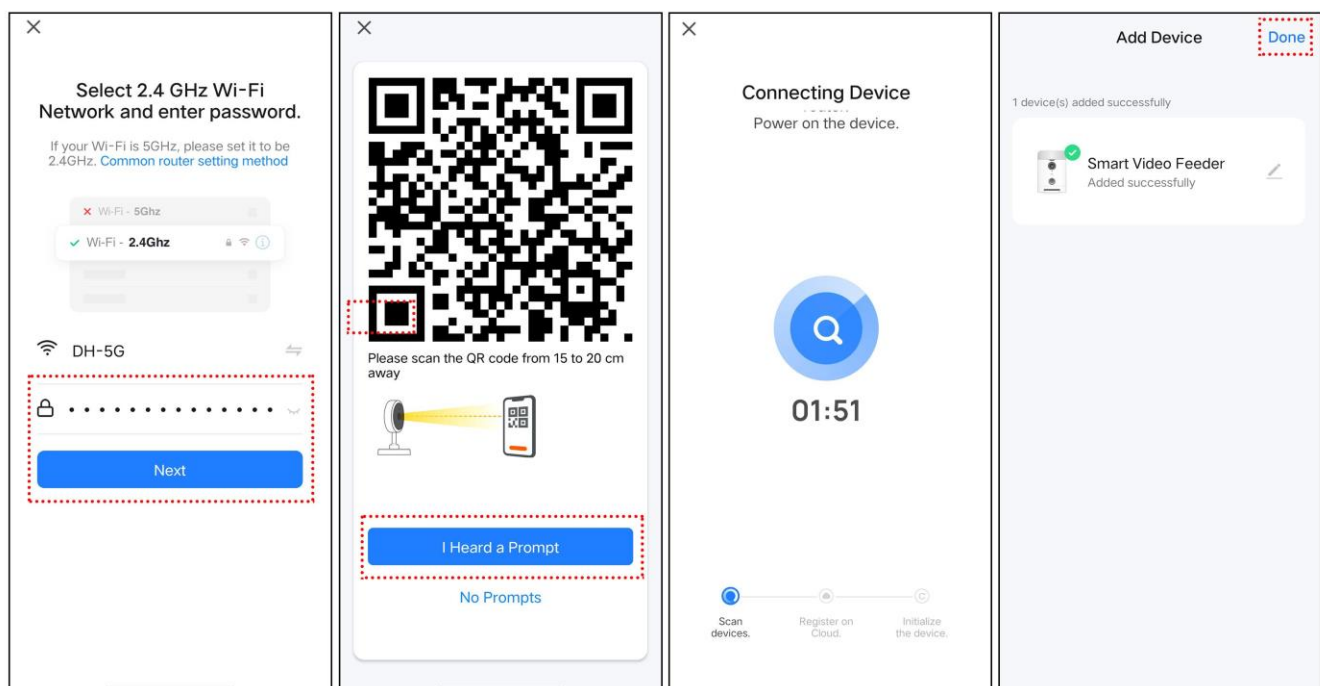 Select 2.4 GHz Wi-Fi
Network and enter password.
If your Wi-Fi is 5GHz, please set it to be
2.4GHz. Common router setting method
Wi-Fi - 5Ghz
Wi-Fi - 2.4Ghz
DH-5G
Next
Please scan the QR code from 15 to 20 cm
away
I Heard a Prompt
No Prompts
Connecting Device
Power on the device.
01:51
Scan
devices.
Register on
Cloud.
Initialize
the device.
Add Device
Done
1 device(s) added successfully
Smart Video Feeder
Added successfully